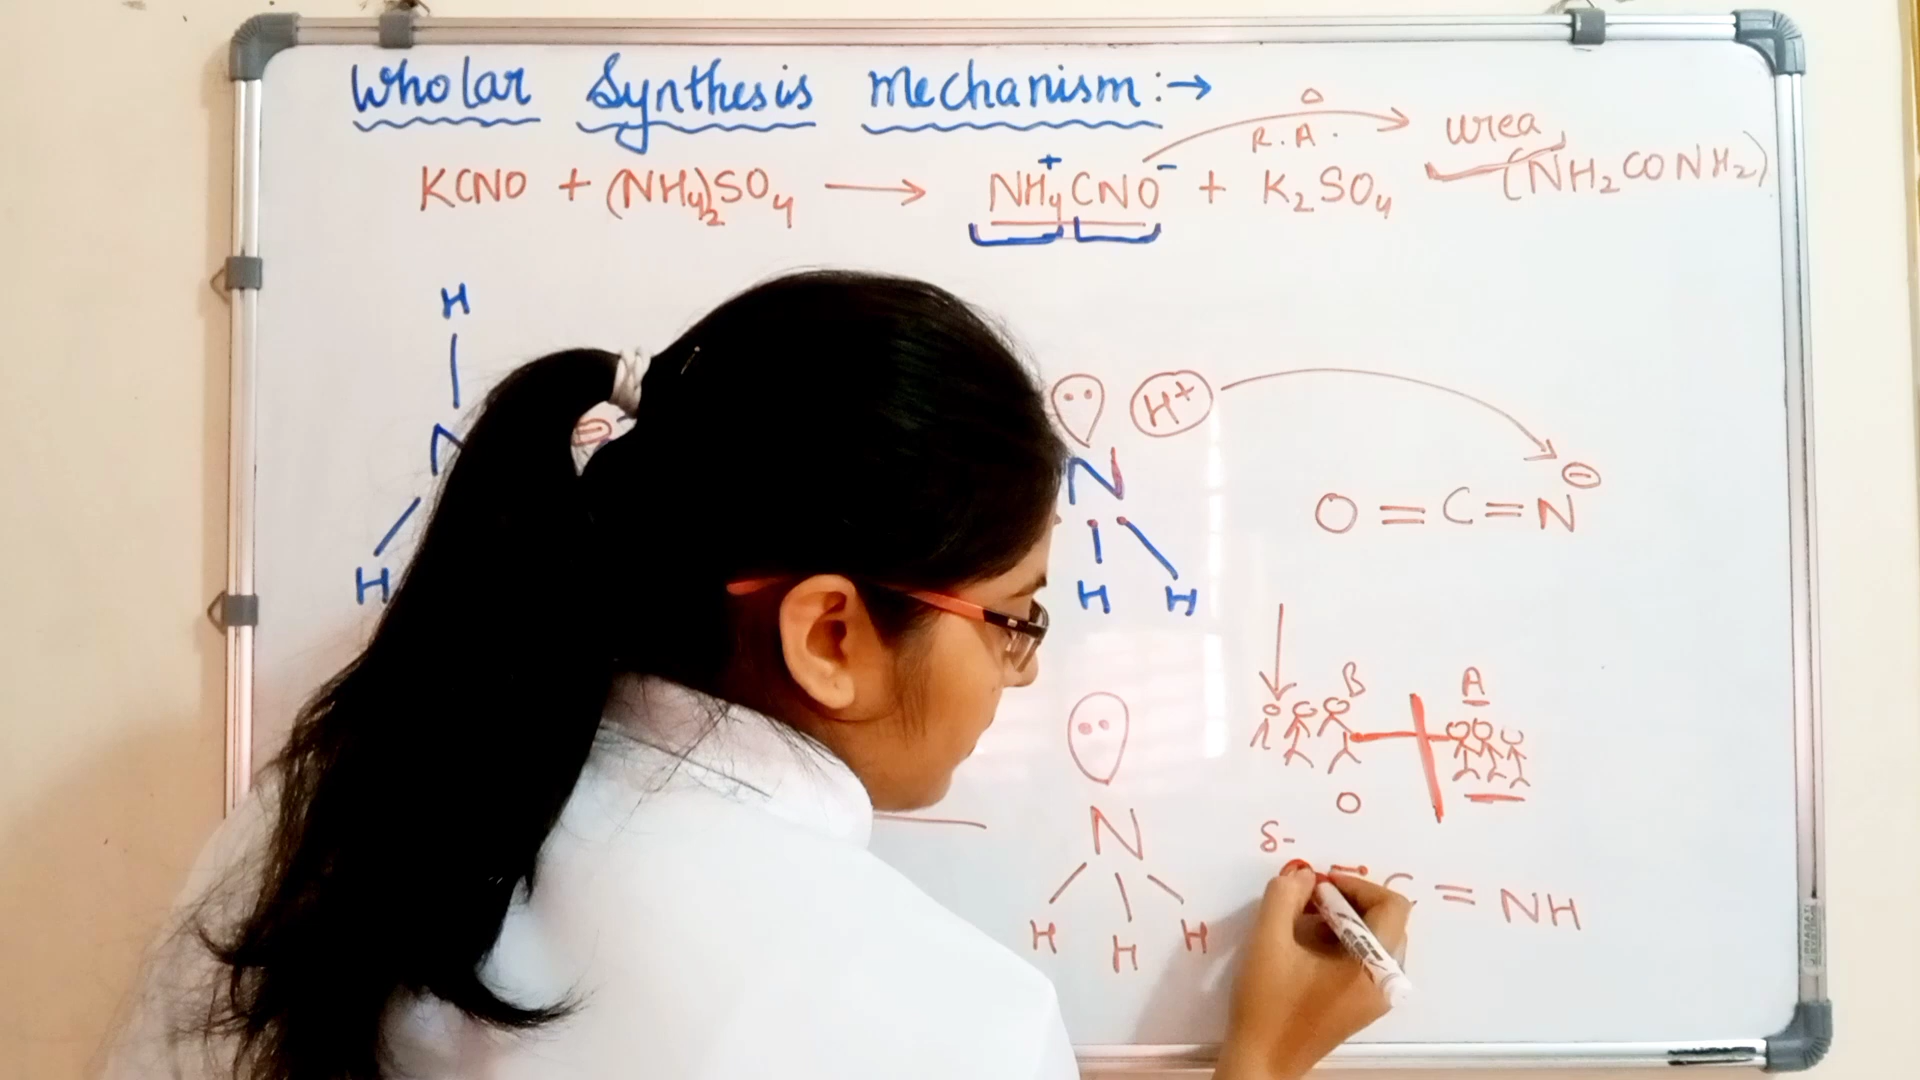 Wholar Synthesis mechanism:→
Δ
R.A.
urea
KCNO + (NH4)2SO4 → NH4+CNO- + K2SO4 (NH2CONH2)
H
N
H
H+
N
H H
O = C = N⊖
B A
O
N
H H H
δ-
C = NH